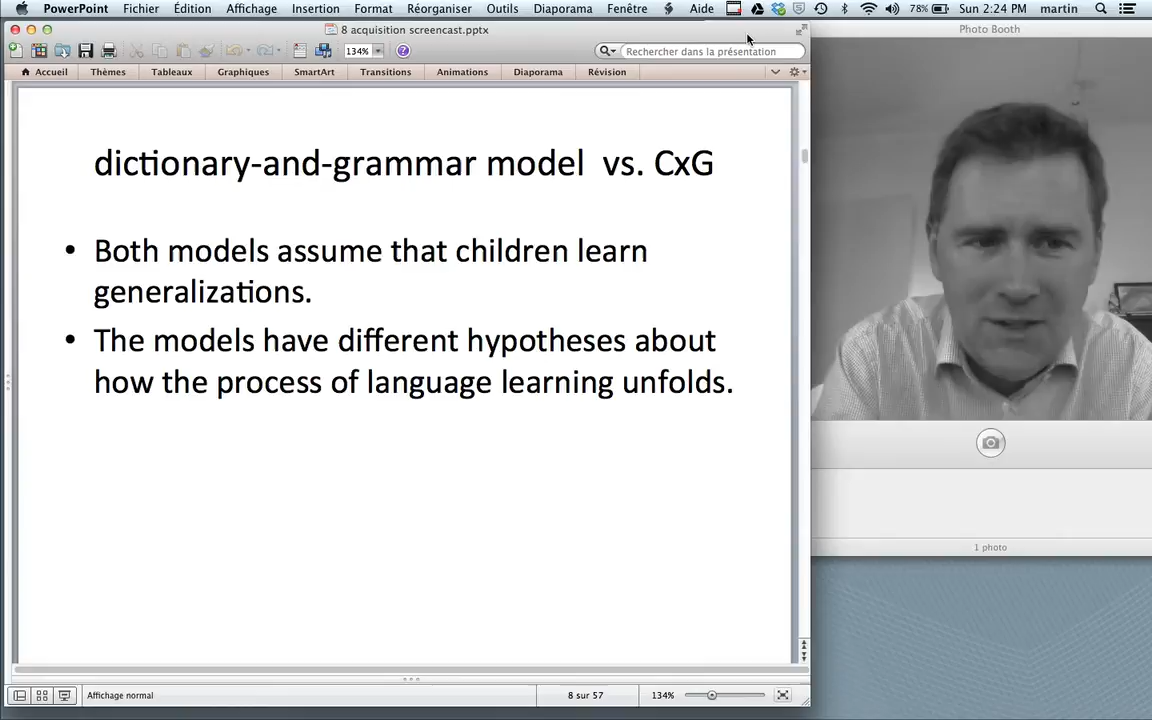 PowerPoint Fichier Édition Affichage Insertion Format Réorganiser Outils Diaporama Fenêtre Aide 78% Sun 2:24 PM martin
8 acquisition screencast.pptx
Photo Booth
134% Rechercher dans la présentation
Accueil Thèmes Tableaux Graphiques SmartArt Transitions Animations Diaporama Révision
dictionary-and-grammar model vs. CxG
• Both models assume that children learn
generalizations.
• The models have different hypotheses about
how the process of language learning unfolds.
1 photo
Affichage normal 8 sur 57 134%